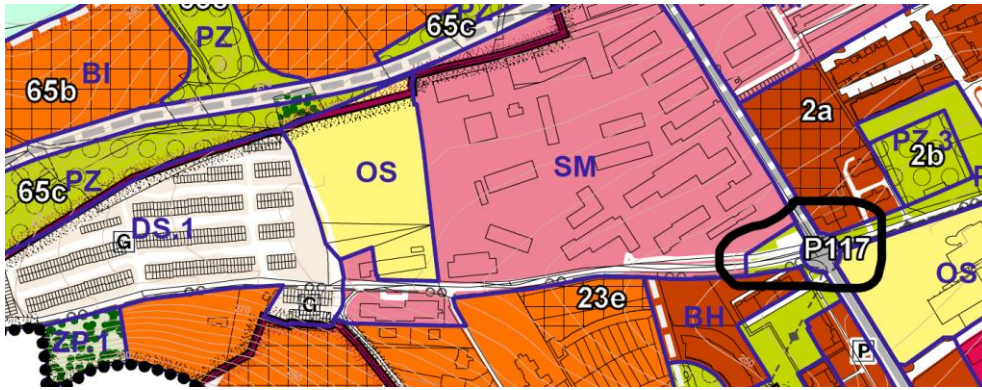 65c
PZ
BI
65b
2a
PZ.3
2b
OS
SM
65c
PZ
DS.1
G
P117
OS
23e
G
BH
ZP.1
P